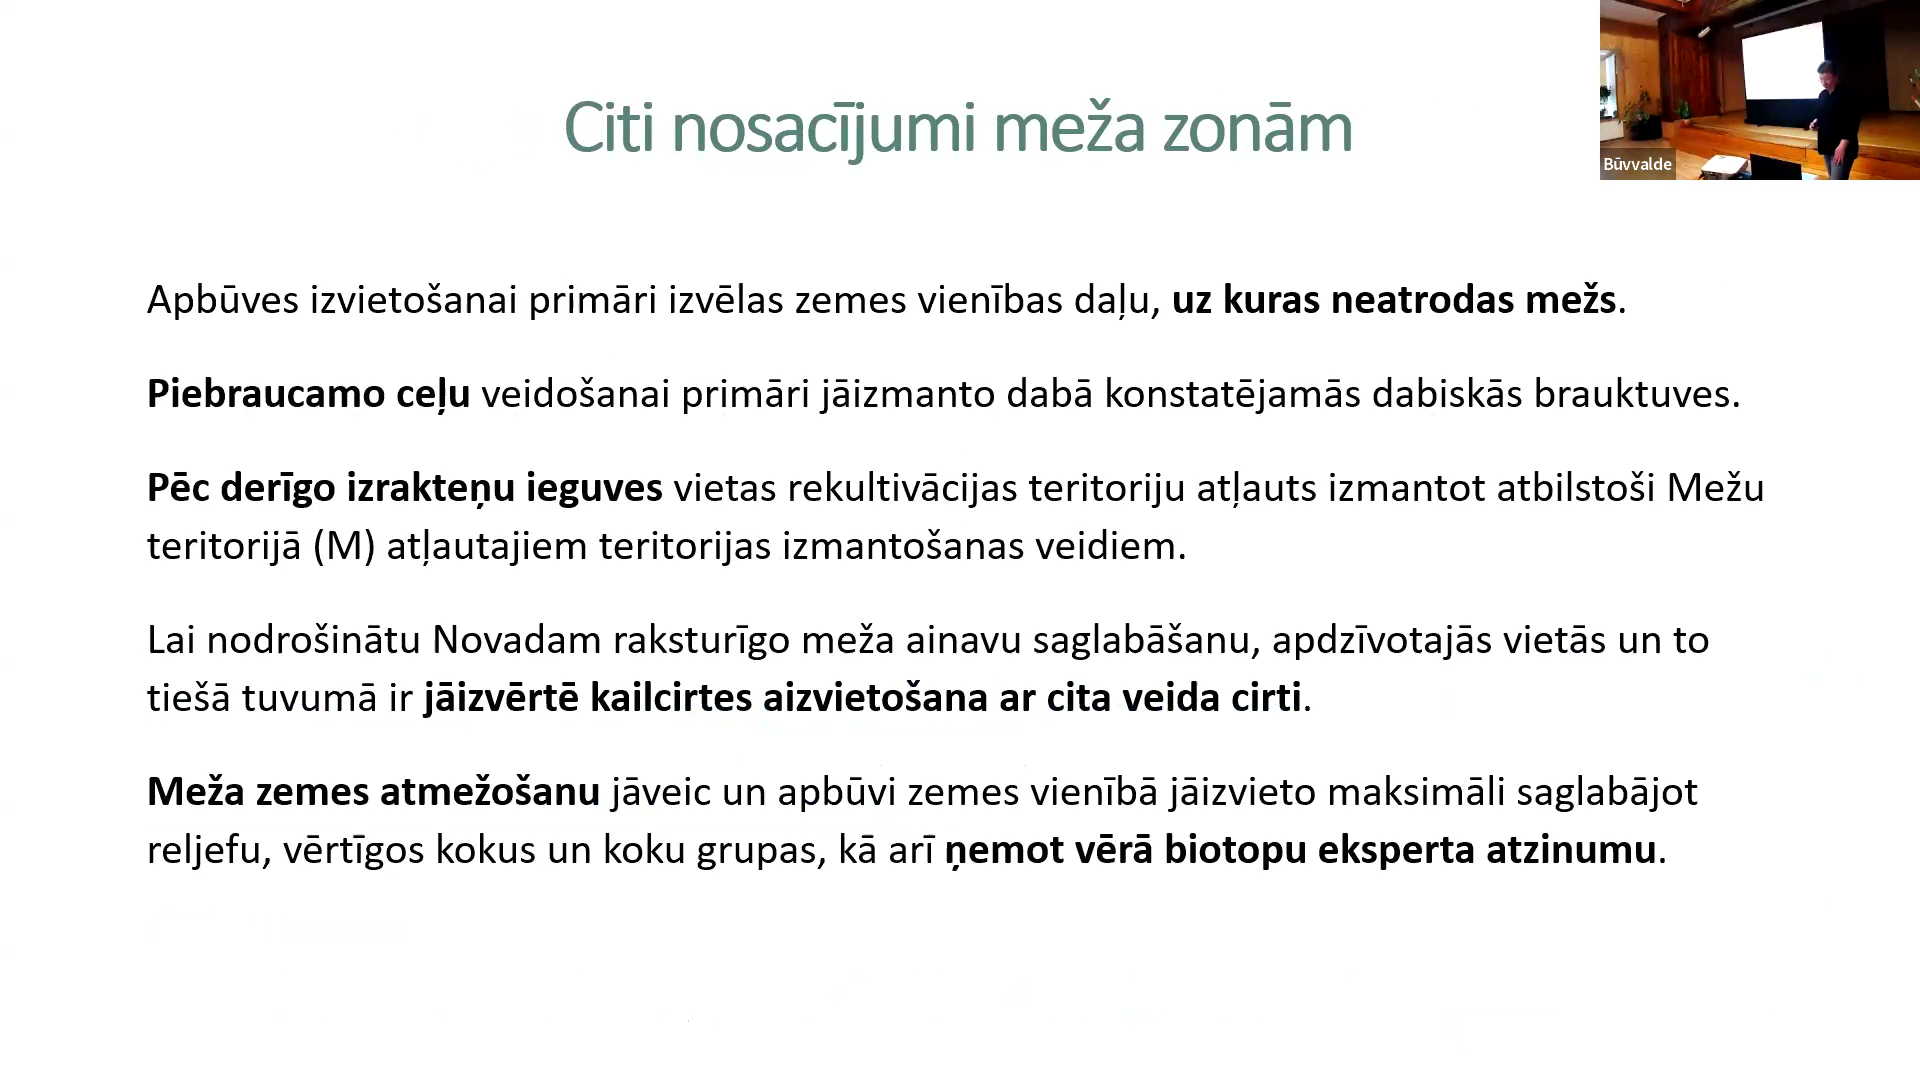 Citi nosacījumi meža zonām
Būvvalde
Apbūves izvietošanai primāri izvēlas zemes vienības daļu, uz kuras neatrodas mežs.
Piebraucamo ceļu veidošanai primāri jāizmanto dabā konstatējamās dabiskās brauktuves.
Pēc derīgo izrakteņu ieguves vietas rekultivācijas teritoriju atļauts izmantot atbilstoši Mežu
teritorijā (M) atļautajiem teritorijas izmantošanas veidiem.
Lai nodrošinātu Novadam raksturīgo meža ainavu saglabāšanu, apdzīvotajās vietās un to
tiešā tuvumā ir jāizvērtē kailcirtes aizvietošana ar cita veida cirti.
Meža zemes atmežošanu jāveic un apbūvi zemes vienībā jāizvieto maksimāli saglabājot
reljefu, vērtīgos kokus un koku grupas, kā arī ņemot vērā biotopu eksperta atzinumu.